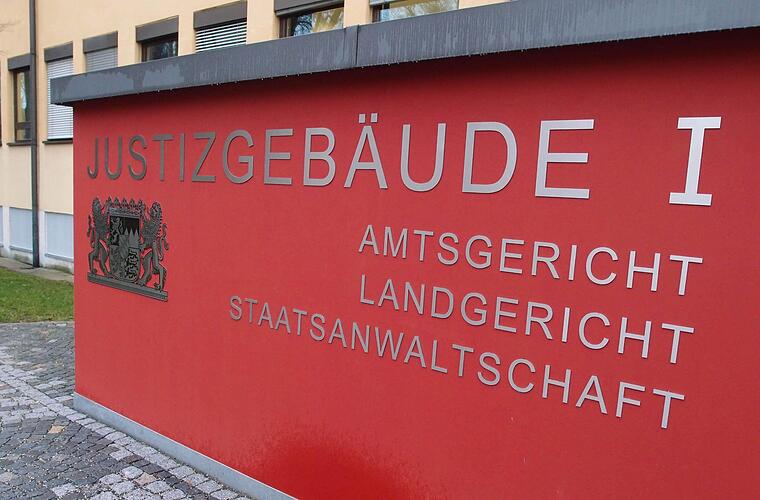 JUSTIZGEBÄUDE I
AMTSGERICHT
LANDGERICHT
STAATSANWALTSCHAFT